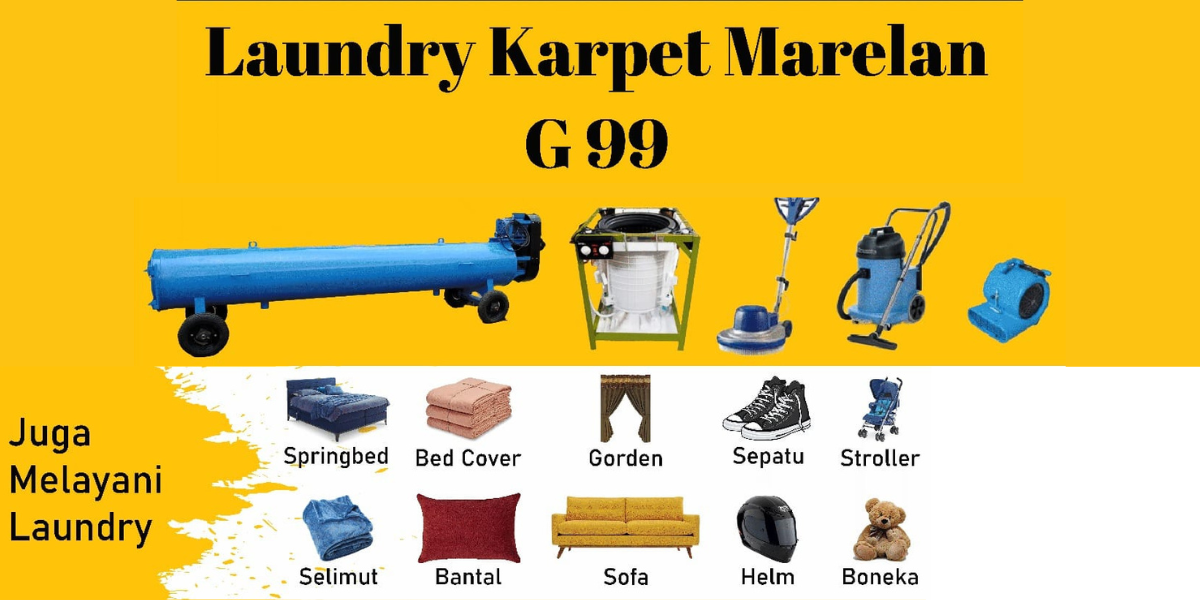 Laundry Karpet Marelan
G 99
Juga
Melayani
Laundry
Springbed
Bed Cover
Gorden
Sepatu
Stroller
Selimut
Bantal
Sofa
Helm
Boneka